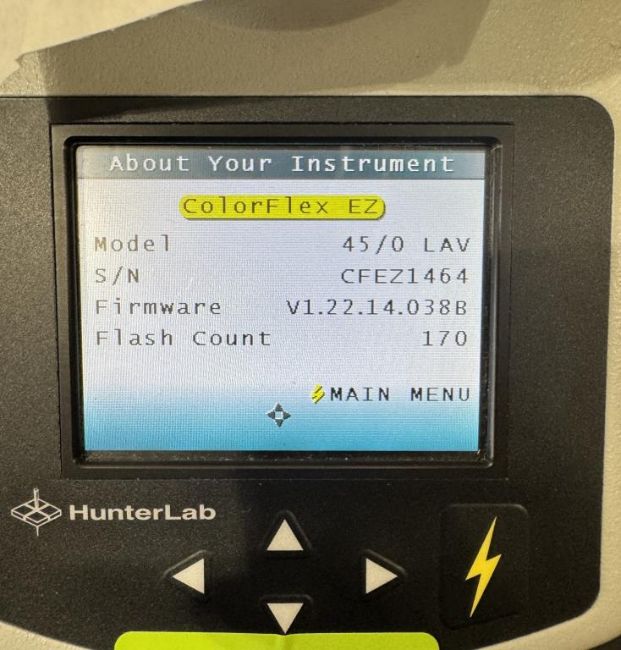 About Your Instrument
ColorFlex EZ
Model 45/0 LAV
S/N CFEZ1464
Firmware V1.22.14.038B
Flash Count 170
MAIN MENU
HunterLab